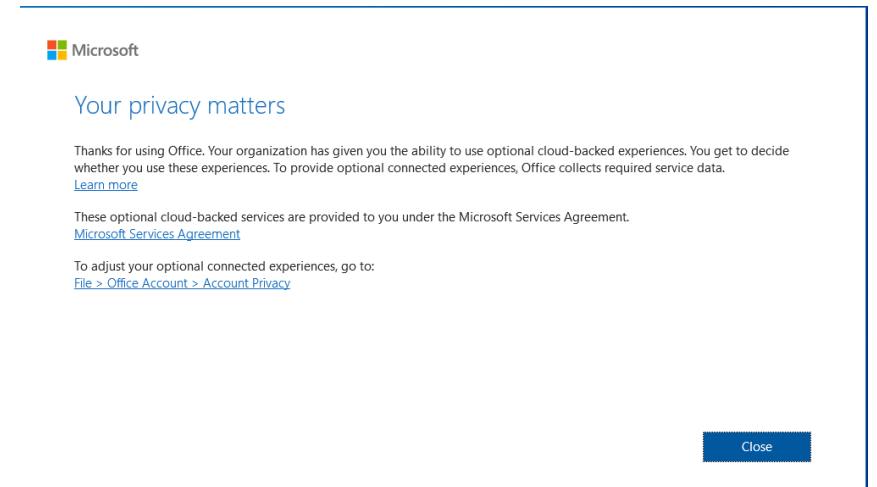 Microsoft
Your privacy matters
Thanks for using Office. Your organization has given you the ability to use optional cloud-backed experiences. You get to decide
whether you use these experiences. To provide optional connected experiences, Office collects required service data.
Learn more
These optional cloud-backed services are provided to you under the Microsoft Services Agreement.
Microsoft Services Agreement
To adjust your optional connected experiences, go to:
File > Office Account > Account Privacy
Close